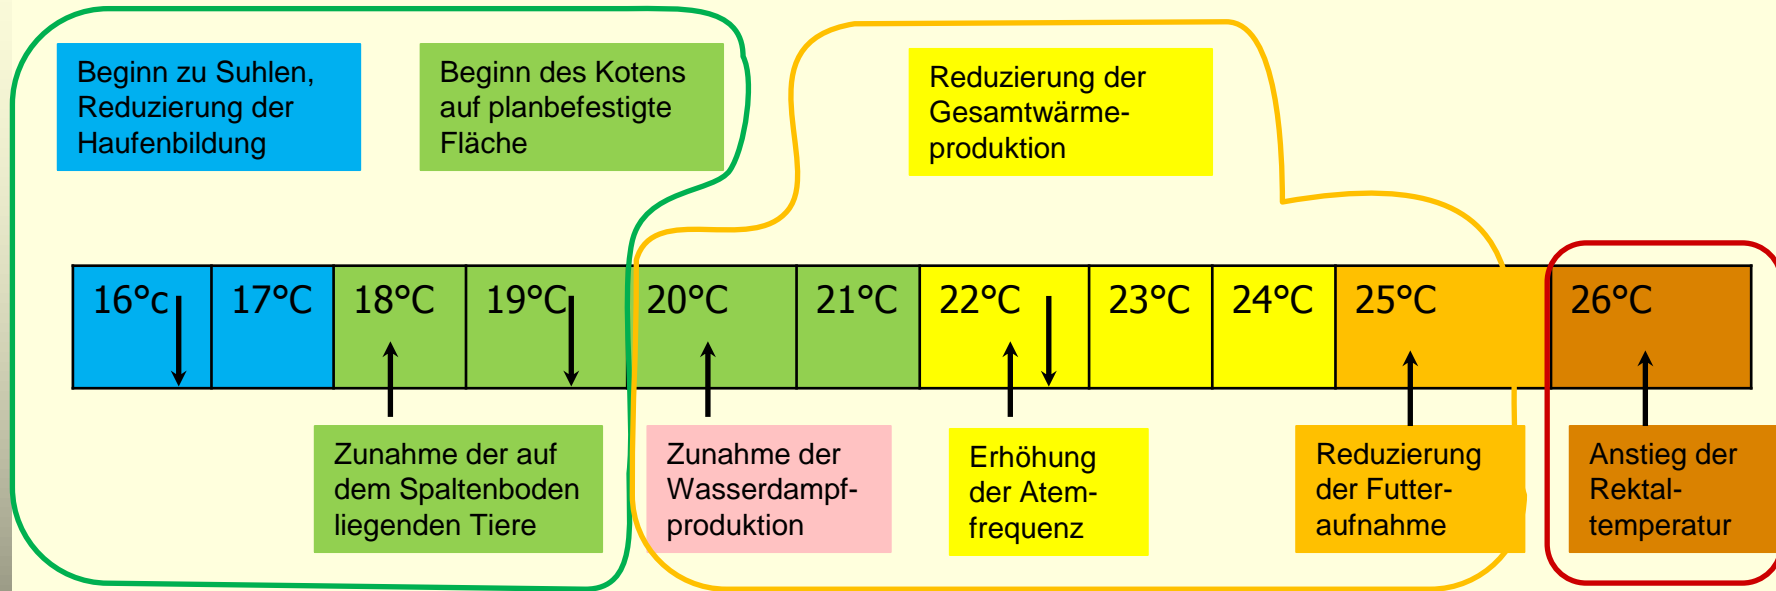 Beginn zu Suhlen,
Reduzierung der
Haufenbildung
Beginn des Kotens
auf planbefestigte
Fläche
Reduzierung der
Gesamtwärme-
produktion
16°c 17°C 18°C 19°C 20°C 21°C 22°C 23°C 24°C 25°C 26°C
Zunahme der auf
dem Spaltenboden
liegenden Tiere
Zunahme der
Wasserdampf-
produktion
Erhöhung
der Atem-
frequenz
Reduzierung
der Futter-
aufnahme
Anstieg der
Rektal-
temperatur